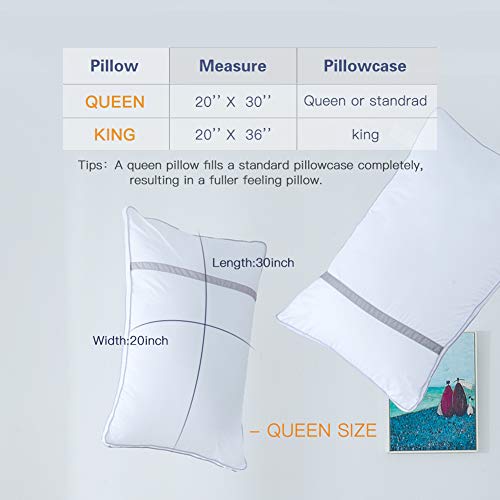 Pillow Measure Pillowcase
QUEEN 20’’ X 30’’ Queen or standrad
KING 20’’ X 36’’ king
Tips: A queen pillow fills a standard pillowcase completely,
resulting in a fuller feeling pillow.
Length:30inch
Width:20inch
- QUEEN SIZE